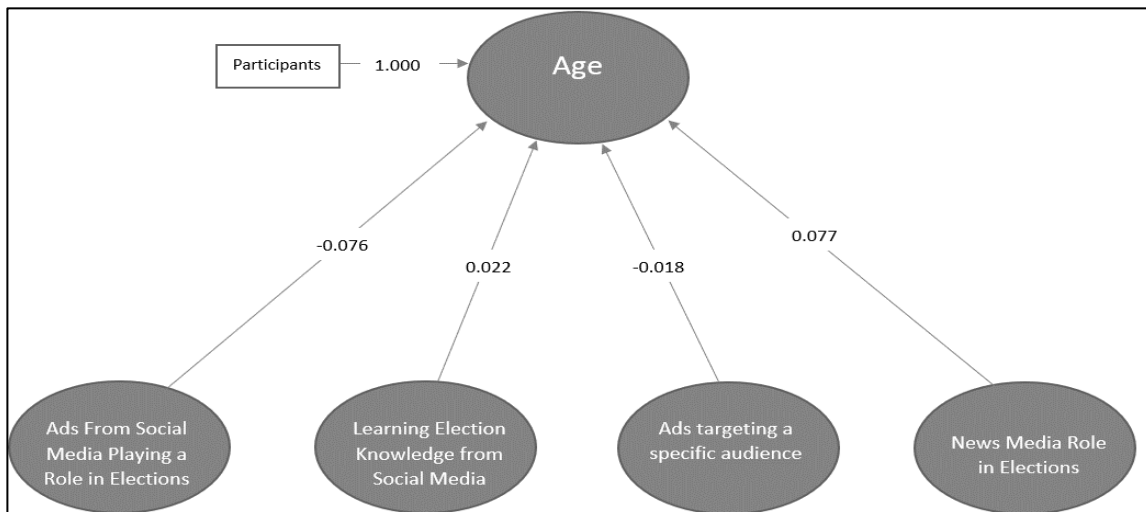 Age
Participants
1.000
-0.076
0.022
-0.018
0.077
Ads From Social
Media Playing a
Role in Elections
Learning Election
Knowledge from
Social Media
Ads targeting a
specific audience
News Media Role
in Elections